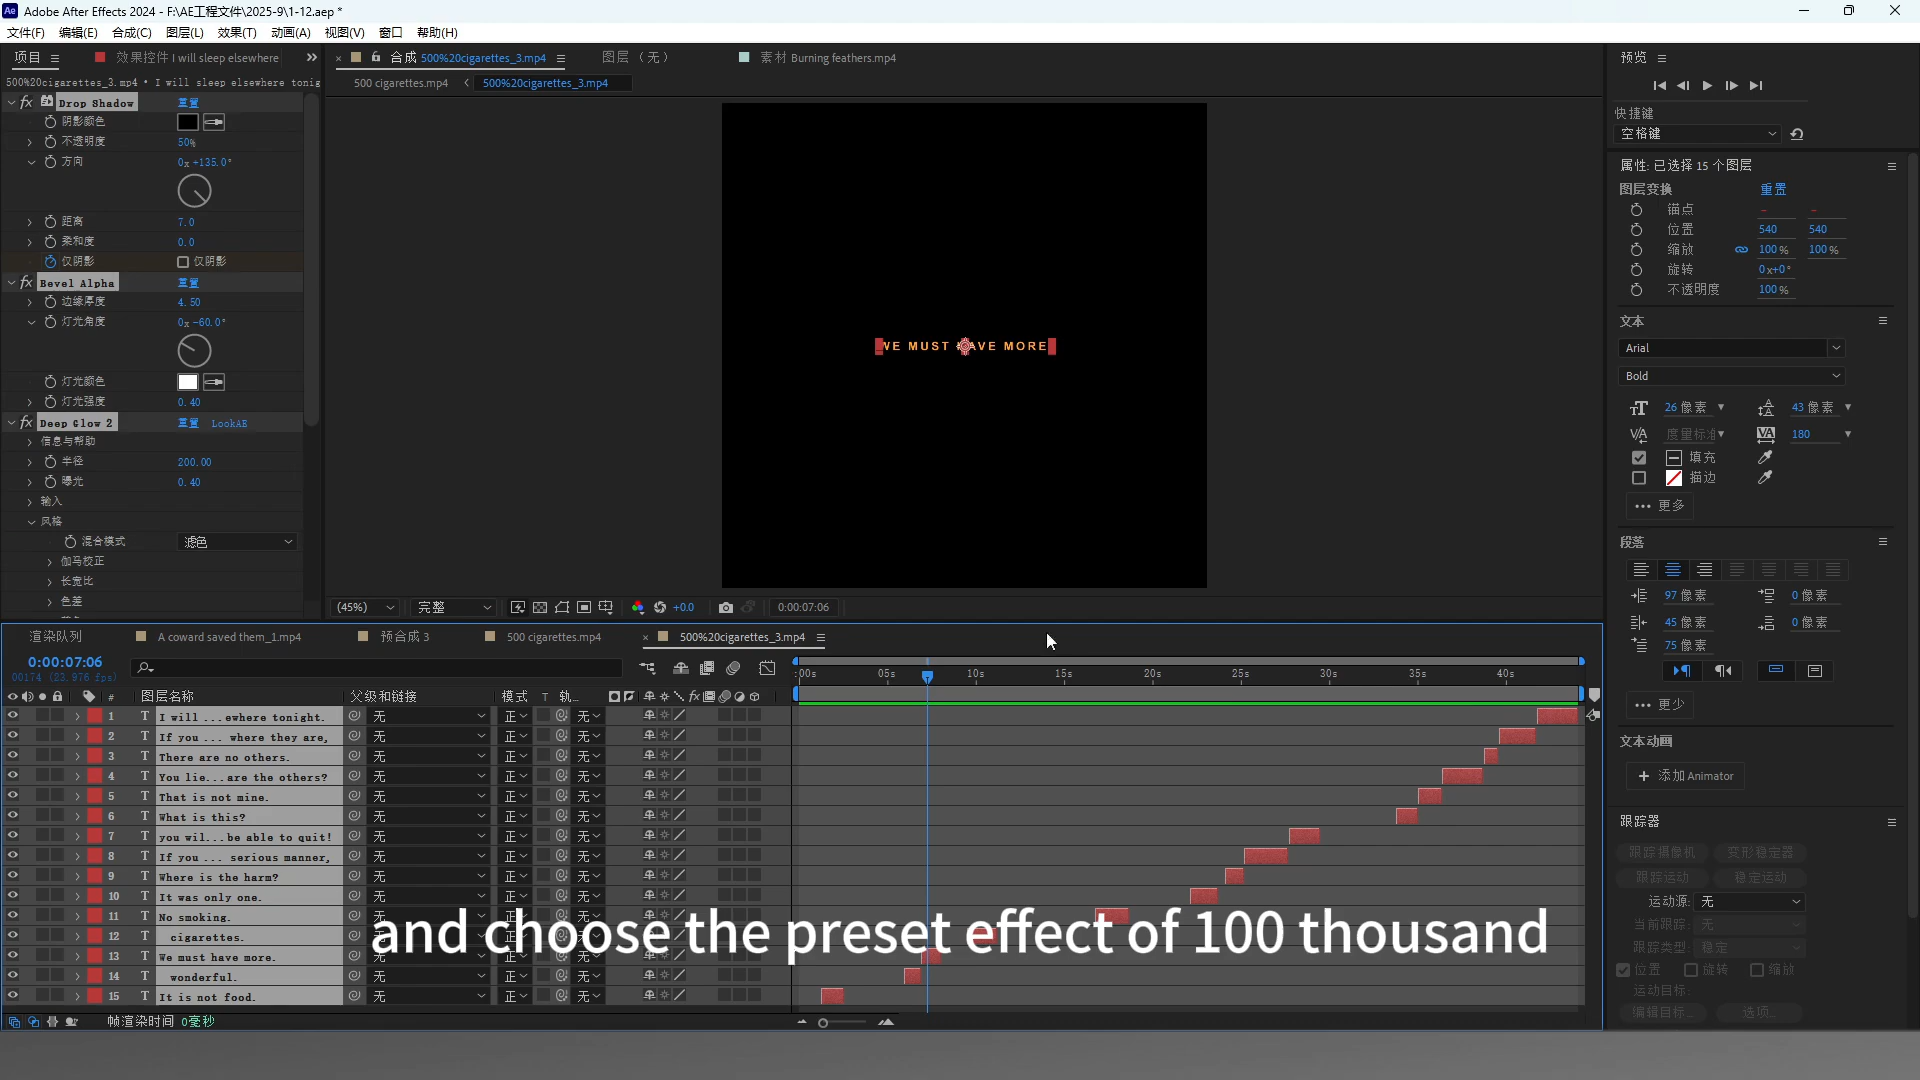 Ae Adobe After Effects 2024 - F:\AE工程文件\2025-9\1-12.aep *
文件(F) 编辑(E) 合成(C) 图层(L) 效果(T) 动画(A) 视图(V) 窗口 帮助(H)
项目
效果控件 I will sleep elsewhere
500%20cigarettes_3.mp4 • I will sleep elsewhere tonig
fx Drop Shadow 重置
阴影颜色
不透明度 50%
方向 0x+135.0°
距离 7.0
柔和度 0.0
仅阴影 仅阴影
fx Bevel Alpha 重置
边缘厚度 4.50
灯光角度 0x-60.0°
灯光颜色
灯光强度 0.40
fx Deep Glow 2 重置 LookAE
信息与帮助
半径 200.00
曝光 0.40
输入
风格
混合模式 滤色
伽马校正
长宽比
色差
合成 500%20cigarettes_3.mp4
图层 (无)
素材 Burning feathers.mp4
500 cigarettes.mp4 < 500%20cigarettes_3.mp4
WE MUST HAVE MORE
(45%) 完整 +0.0 0:00:07:06
预览
快捷键
空格键
属性: 已选择 15 个图层
图层变换 重置
锚点 - -
位置 540 540
缩放 100% 100%
旋转 0x+0°
不透明度 100%
文本
Arial
Bold
26 像素 43 像素
度量标准 180
填充
描边
更多
段落
97 像素 0 像素
45 像素 0 像素
75 像素
更少
文本动画
+ 添加 Animator
跟踪器
跟踪摄像机 变形稳定器
跟踪运动 稳定运动
运动源: 无
当前跟踪: 无
跟踪类型: 稳定
位置 旋转 缩放
运动目标:
编辑目标... 选项...
渲染队列
A coward saved them_1.mp4
预合成 3
500 cigarettes.mp4
500%20cigarettes_3.mp4
0:00:07:06
00174 (23.976 fps)
:00s 05s 10s 15s 20s 25s 30s 35s 40s
# 图层名称 父级和链接 模式 T 轨...
1 T I will ...ewhere tonight. 无 正 无
2 T If you ... where they are, 无 正 无
3 T There are no others. 无 正 无
4 T You lie...are the others? 无 正 无
5 T That is not mine. 无 正 无
6 T What is this? 无 正 无
7 T you wil...be able to quit! 无 正 无
8 T If you ... serious manner, 无 正 无
9 T Where is the harm? 无 正 无
10 T It was only one. 无 正 无
11 T No smoking. 无 正 无
12 T cigarettes. 无 正 无
13 T We must have more. 无 正 无
14 T wonderful. 无 正 无
15 T It is not food. 无 正 无
and choose the preset effect of 100 thousand
帧渲染时间 0毫秒